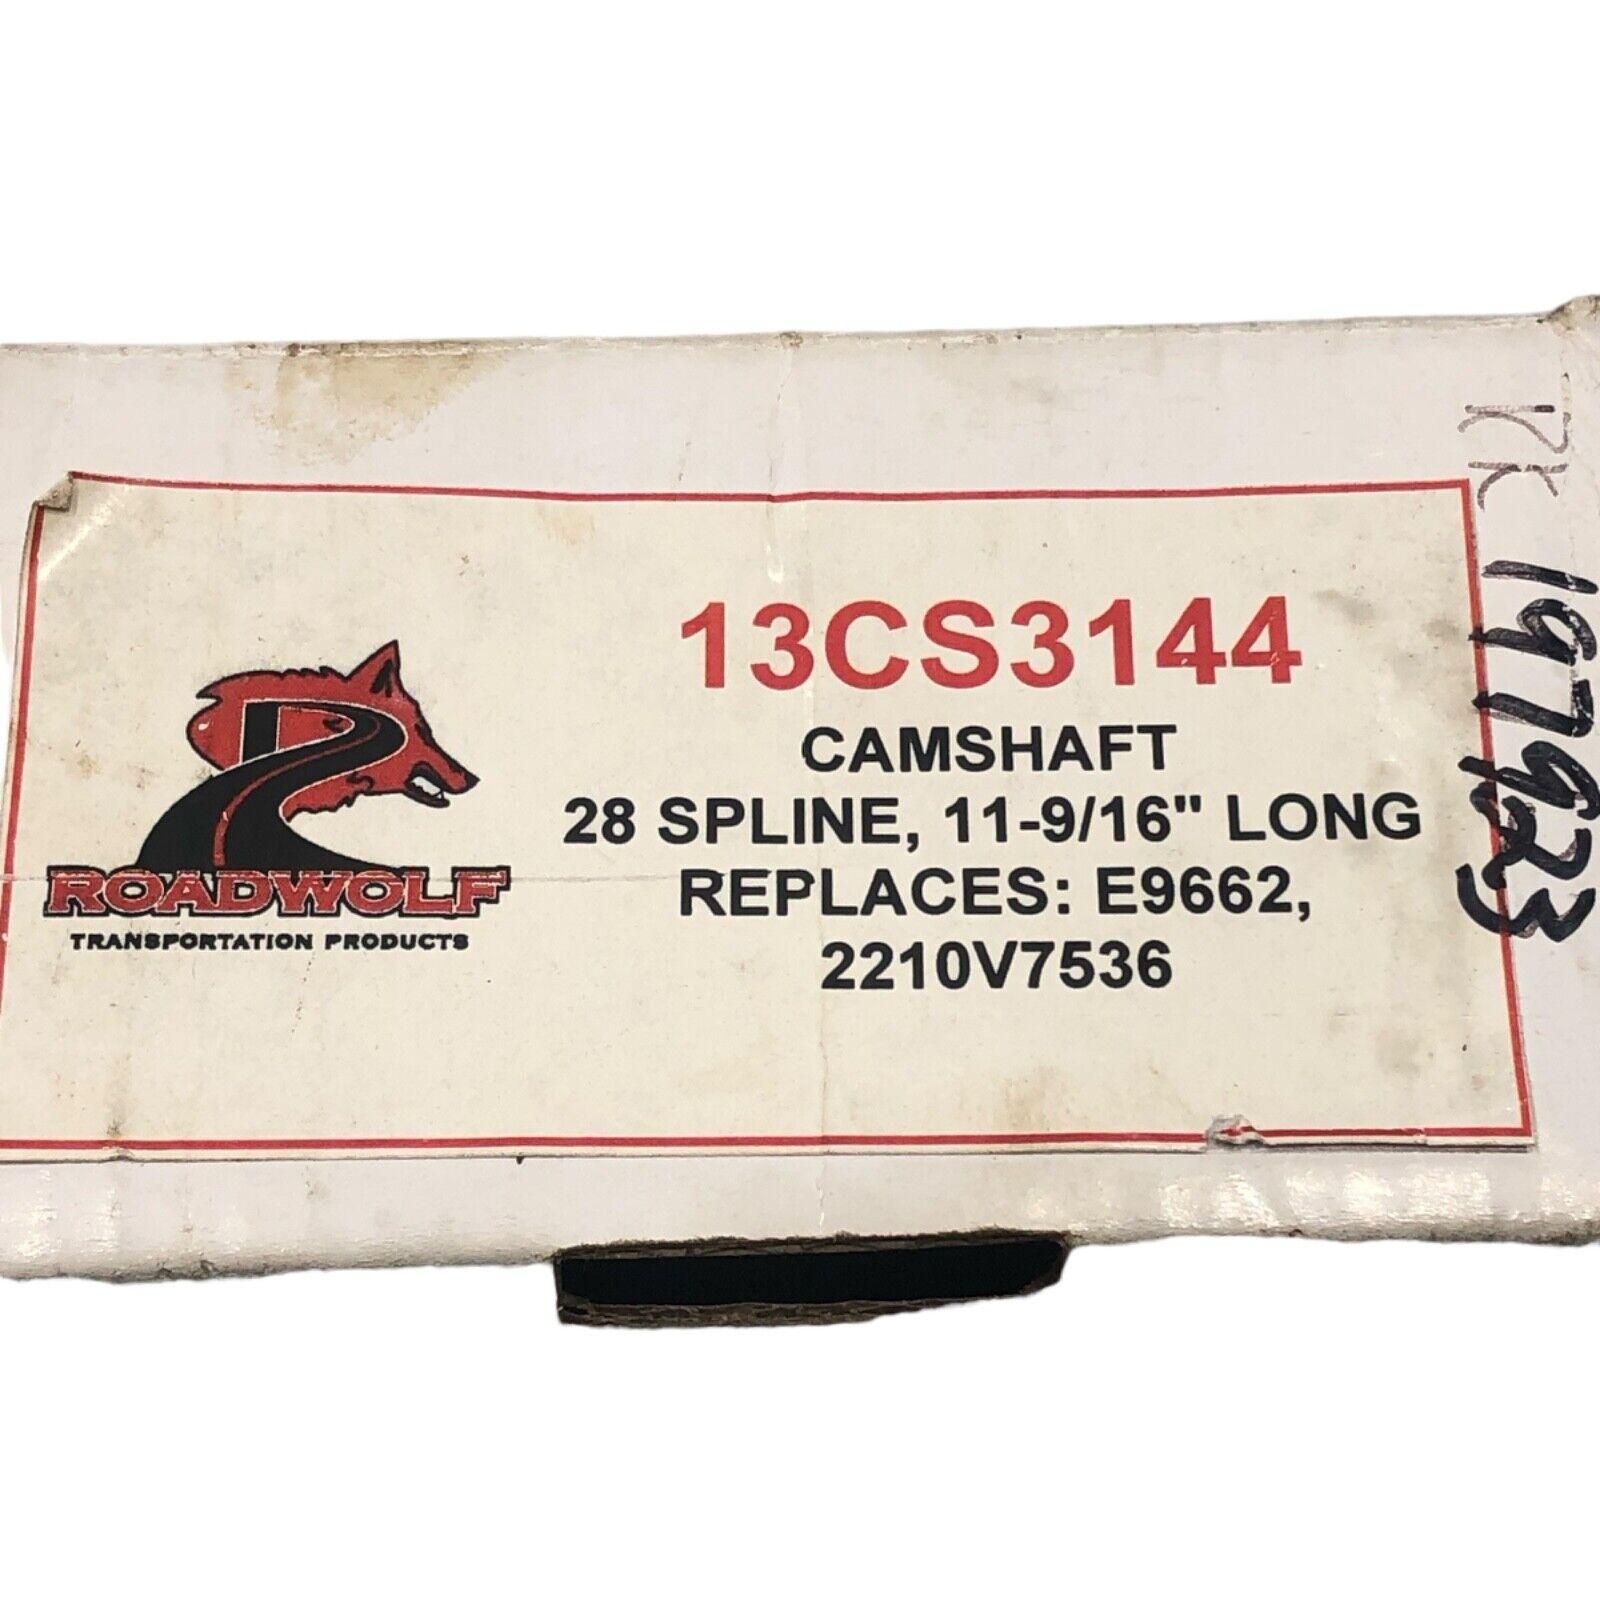 13CS3144
CAMSHAFT
28 SPLINE, 11-9/16" LONG
REPLACES: E9662,
2210V7536
ROADWOLF
TRANSPORTATION PRODUCTS
RK
197923